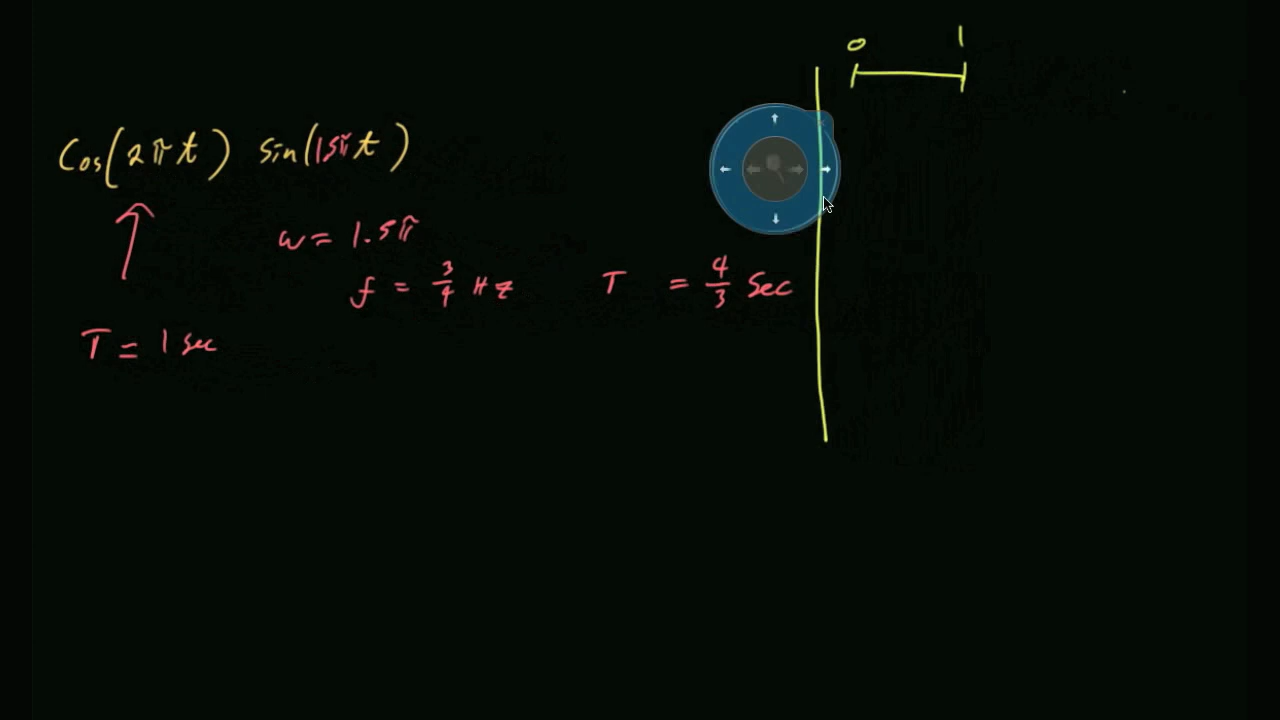 0 1
Cos(2πt) sin(1.5πt)
ω = 1.5π
f = 3/4 Hz T = 4/3 Sec
T = 1 sec